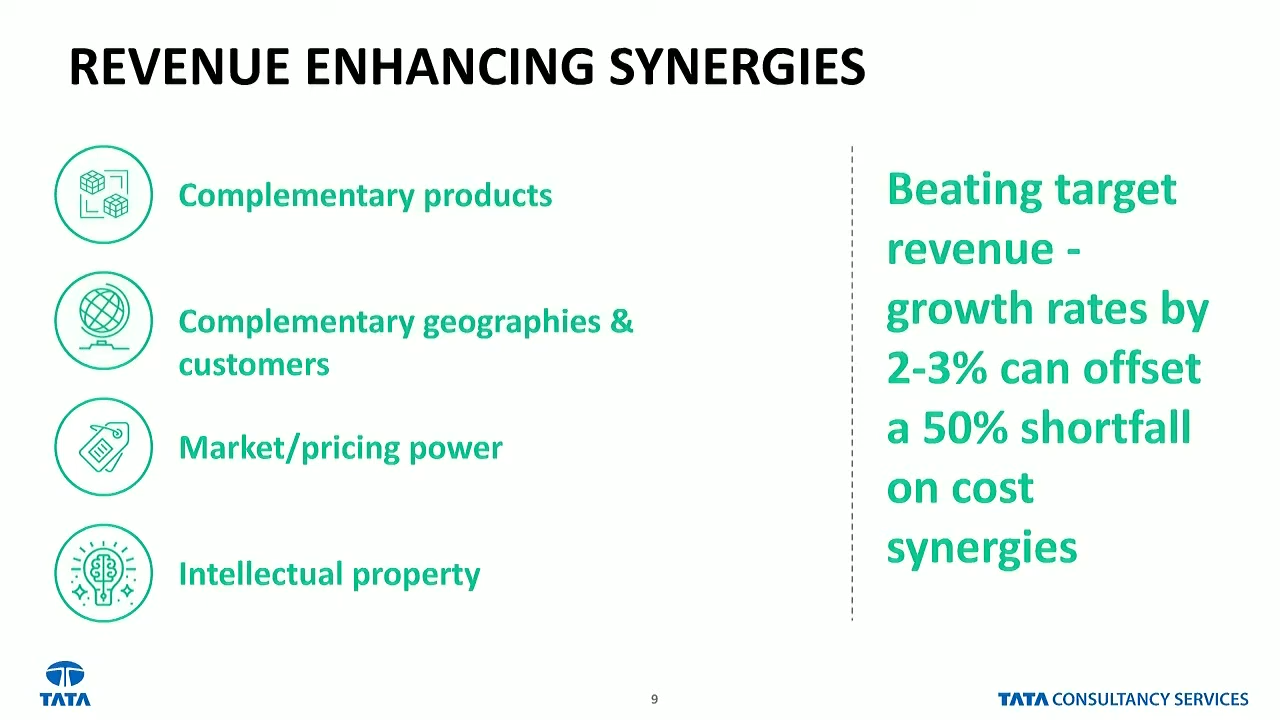 REVENUE ENHANCING SYNERGIES
Complementary products
Complementary geographies &
customers
Market/pricing power
Intellectual property
Beating target
revenue -
growth rates by
2-3% can offset
a 50% shortfall
on cost
synergies
TATA
9
TATA CONSULTANCY SERVICES